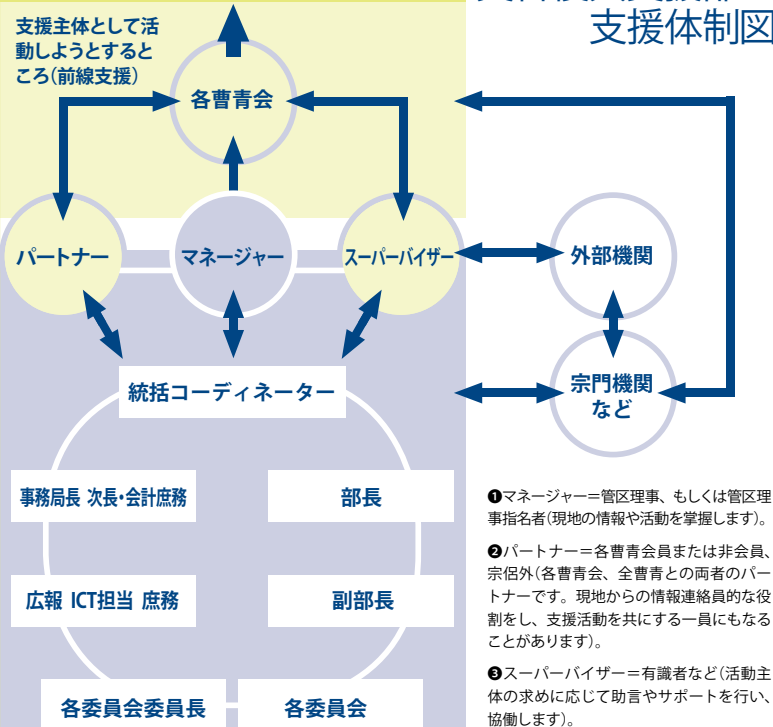 支援体制図
支援主体として活
動しようとすると
ころ(前線支援)
各曹青会
パートナー
マネージャー
スーパーバイザー
外部機関
統括コーディネーター
宗門機関
など
事務局長 次長・会計庶務
部長
広報 ICT担当 庶務
副部長
各委員会委員長
各委員会
❶マネージャー＝管区理事、もしくは管区理
事指名者(現地の情報や活動を掌握します)。
❷パートナー＝各曹青会員または非会員、
宗侶外(各曹青会、全曹青との両者のパー
トナーです。現地からの情報連絡員的な役
割をし、支援活動を共にする一員にもなる
ことがあります)。
❸スーパーバイザー＝有識者など(活動主
体の求めに応じて助言やサポートを行い、
協働します)。